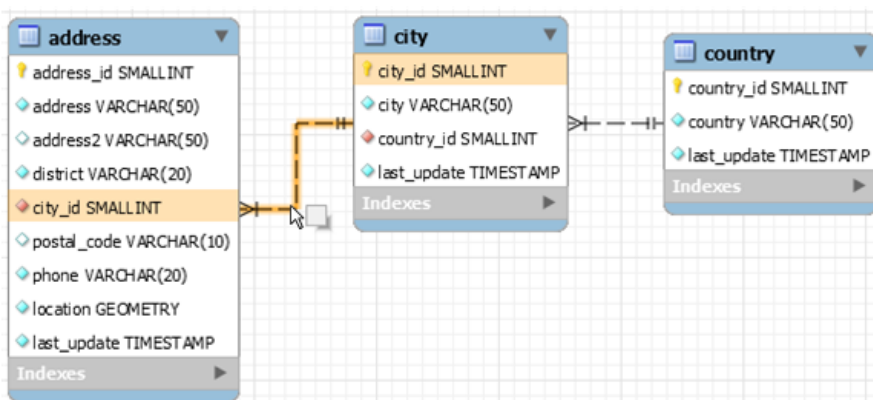 address
address_id SMALLINT
address VARCHAR(50)
address2 VARCHAR(50)
district VARCHAR(20)
city_id SMALLINT
postal_code VARCHAR(10)
phone VARCHAR(20)
location GEOMETRY
last_update TIMESTAMP
Indexes
city
city_id SMALLINT
city VARCHAR(50)
country_id SMALLINT
last_update TIMESTAMP
Indexes
country
country_id SMALLINT
country VARCHAR(50)
last_update TIMESTAMP
Indexes